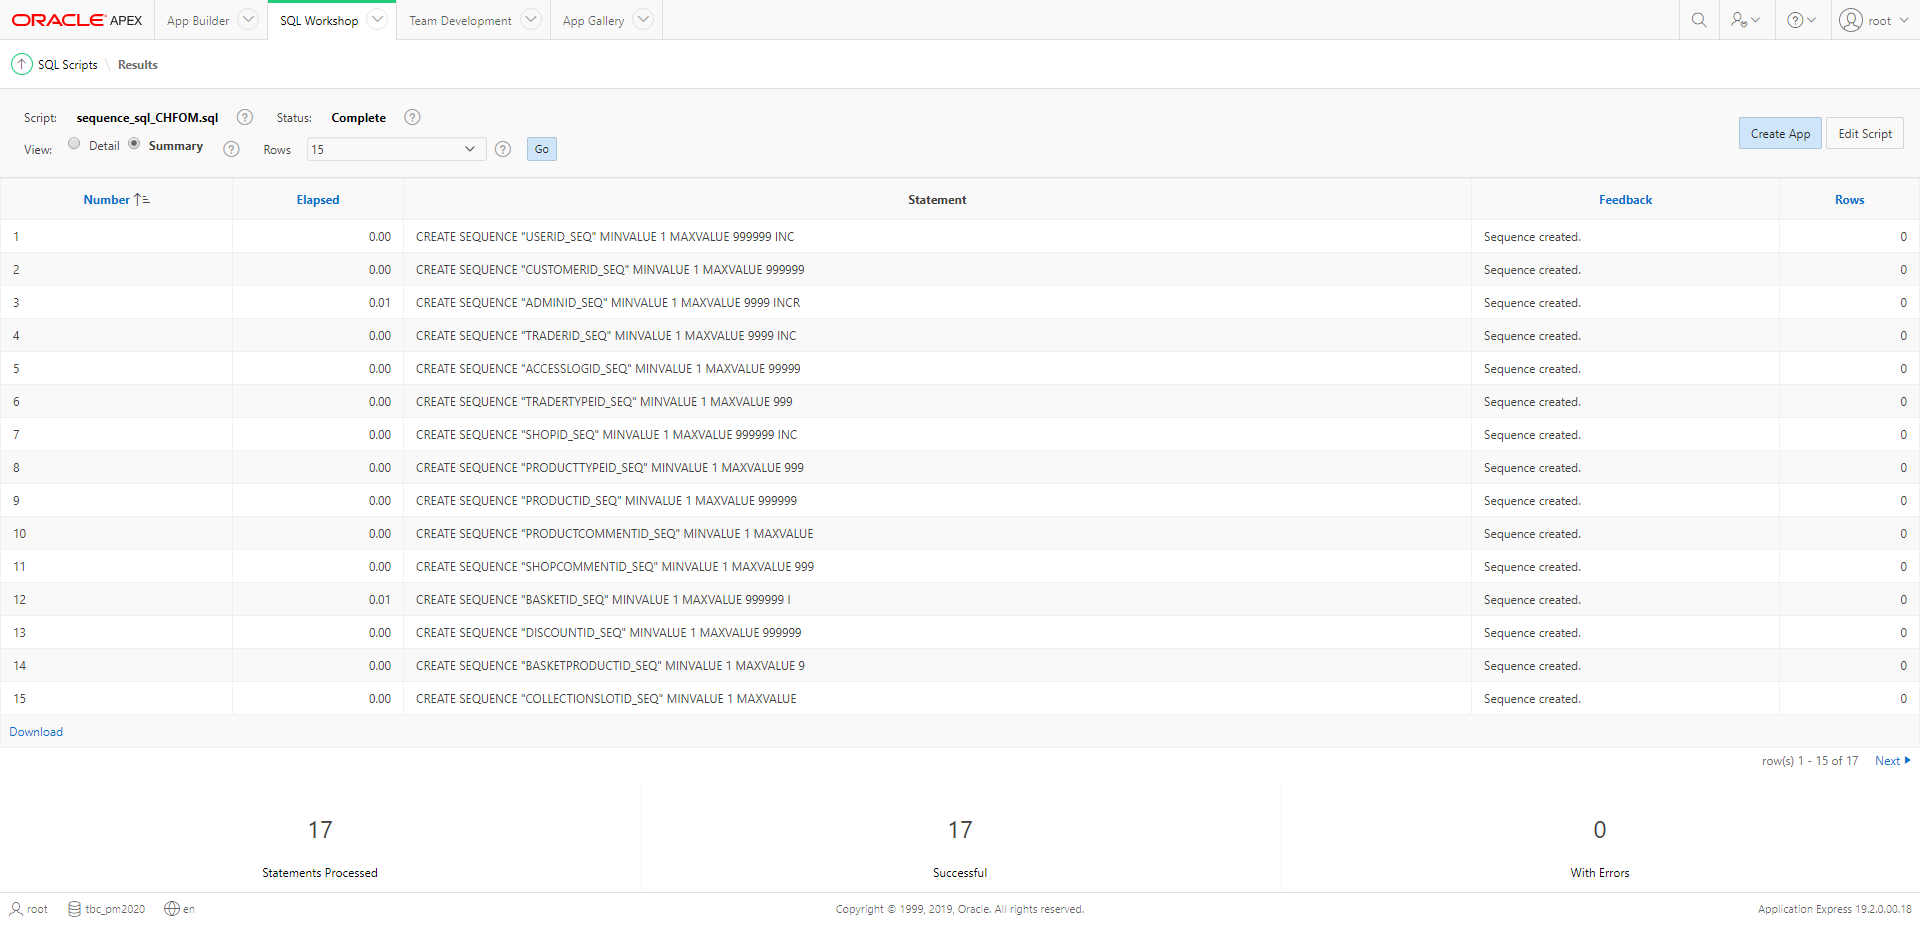 ORACLE APEX App Builder SQL Workshop Team Development App Gallery root
SQL Scripts \ Results
Script: sequence_sql_CHFOM.sql ? Status: Complete ?
View: Detail Summary ? Rows 15 ? Go
Create App Edit Script
Number Elapsed Statement Feedback Rows
1 0.00 CREATE SEQUENCE "USERID_SEQ" MINVALUE 1 MAXVALUE 999999 INC Sequence created. 0
2 0.00 CREATE SEQUENCE "CUSTOMERID_SEQ" MINVALUE 1 MAXVALUE 999999 Sequence created. 0
3 0.01 CREATE SEQUENCE "ADMINID_SEQ" MINVALUE 1 MAXVALUE 9999 INCR Sequence created. 0
4 0.00 CREATE SEQUENCE "TRADERID_SEQ" MINVALUE 1 MAXVALUE 9999 INC Sequence created. 0
5 0.00 CREATE SEQUENCE "ACCESSLOGID_SEQ" MINVALUE 1 MAXVALUE 99999 Sequence created. 0
6 0.00 CREATE SEQUENCE "TRADERTYPEID_SEQ" MINVALUE 1 MAXVALUE 999 Sequence created. 0
7 0.00 CREATE SEQUENCE "SHOPID_SEQ" MINVALUE 1 MAXVALUE 999999 INC Sequence created. 0
8 0.00 CREATE SEQUENCE "PRODUCTTYPEID_SEQ" MINVALUE 1 MAXVALUE 999 Sequence created. 0
9 0.00 CREATE SEQUENCE "PRODUCTID_SEQ" MINVALUE 1 MAXVALUE 999999 Sequence created. 0
10 0.00 CREATE SEQUENCE "PRODUCTCOMMENTID_SEQ" MINVALUE 1 MAXVALUE Sequence created. 0
11 0.00 CREATE SEQUENCE "SHOPCOMMENTID_SEQ" MINVALUE 1 MAXVALUE 999 Sequence created. 0
12 0.01 CREATE SEQUENCE "BASKETID_SEQ" MINVALUE 1 MAXVALUE 999999 I Sequence created. 0
13 0.00 CREATE SEQUENCE "DISCOUNTID_SEQ" MINVALUE 1 MAXVALUE 999999 Sequence created. 0
14 0.00 CREATE SEQUENCE "BASKETPRODUCTID_SEQ" MINVALUE 1 MAXVALUE 9 Sequence created. 0
15 0.00 CREATE SEQUENCE "COLLECTIONSLOTID_SEQ" MINVALUE 1 MAXVALUE Sequence created. 0
Download
row(s) 1 - 15 of 17 Next
17 17 0
Statements Processed Successful With Errors
root tbc_pm2020 en Copyright © 1999, 2019, Oracle. All rights reserved. Application Express 19.2.0.00.18